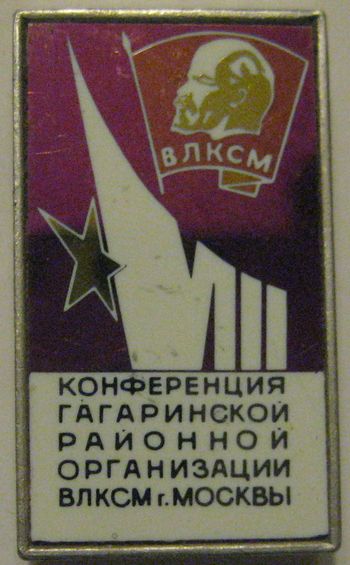 ВЛКСМ
VIII
КОНФЕРЕНЦИЯ
ГАГАРИНСКОЙ
РАЙОННОЙ
ОРГАНИЗАЦИИ
ВЛКСМ г. МОСКВЫ